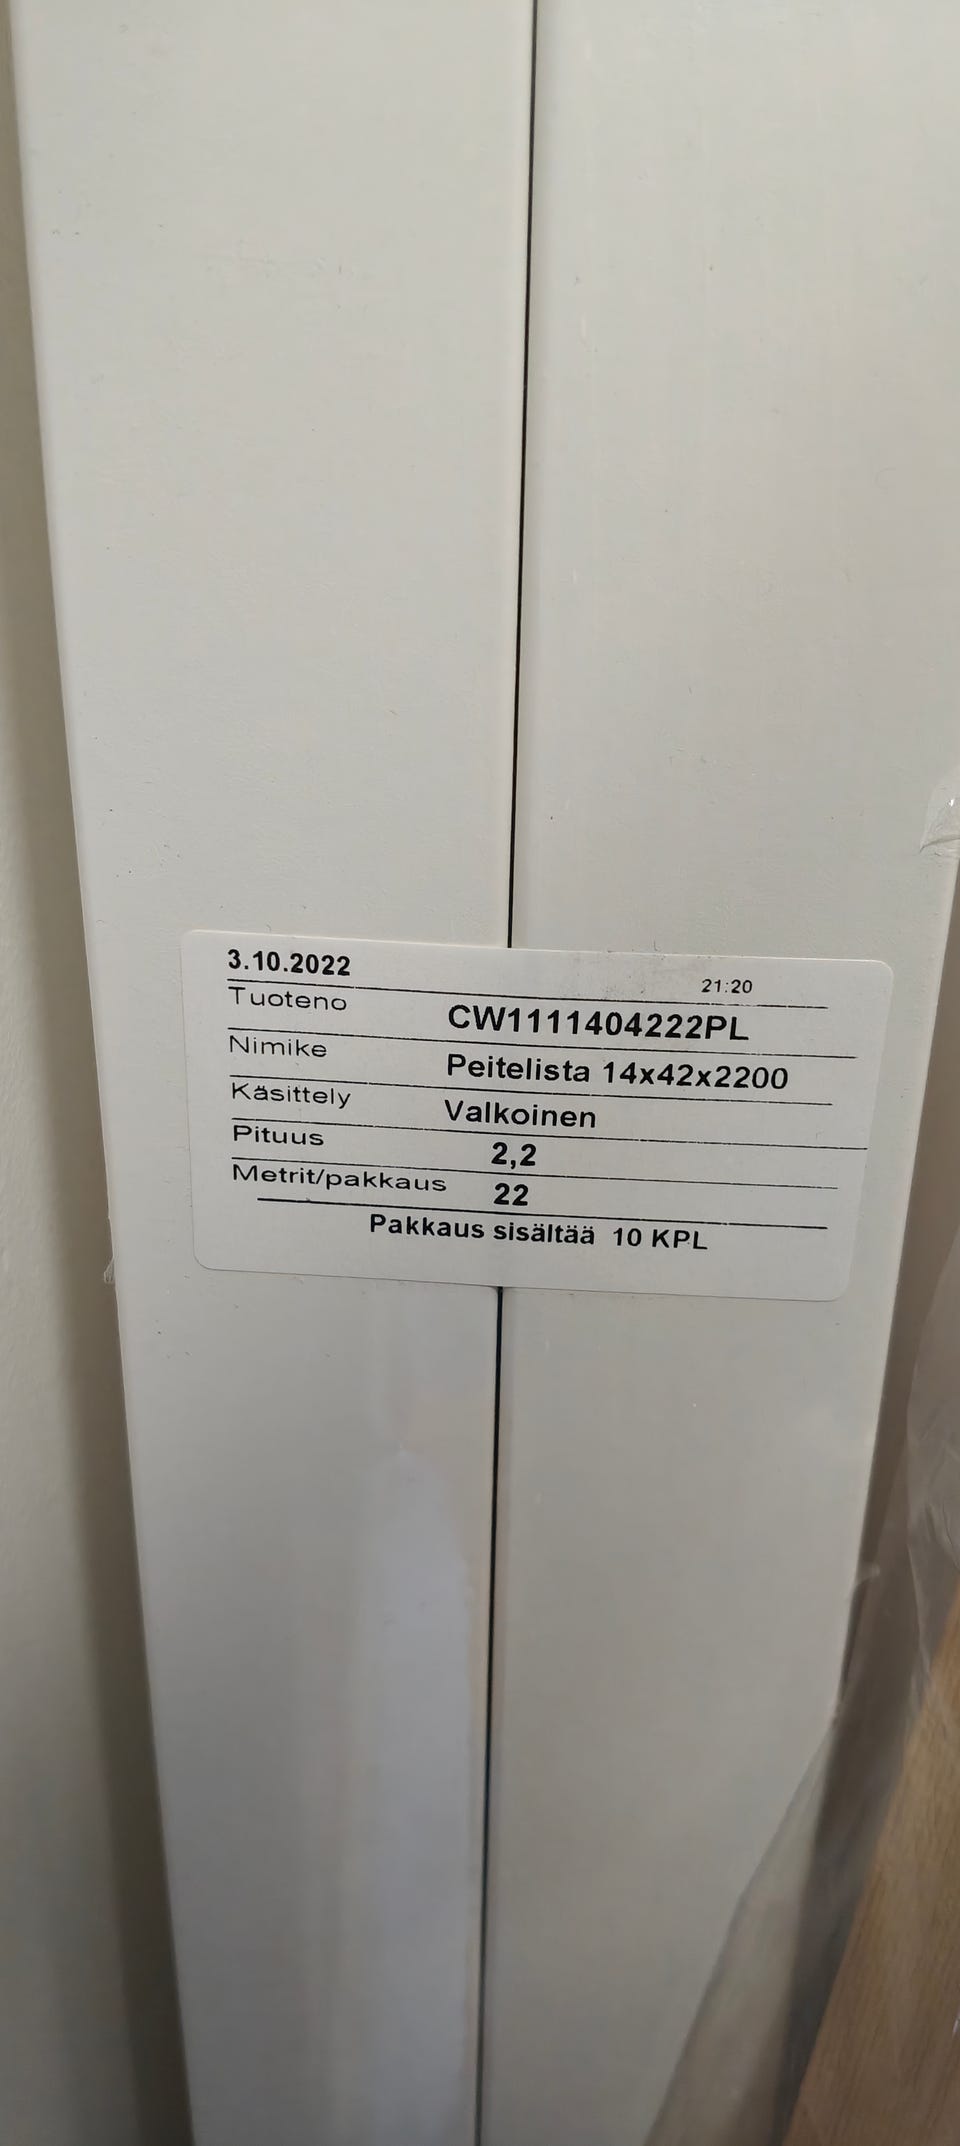 3.10.2022 21:20
Tuoteno CW1111404222PL
Nimike Peitelista 14x42x2200
Käsittely Valkoinen
Pituus 2,2
Metrit/pakkaus 22
Pakkaus sisältää 10 KPL